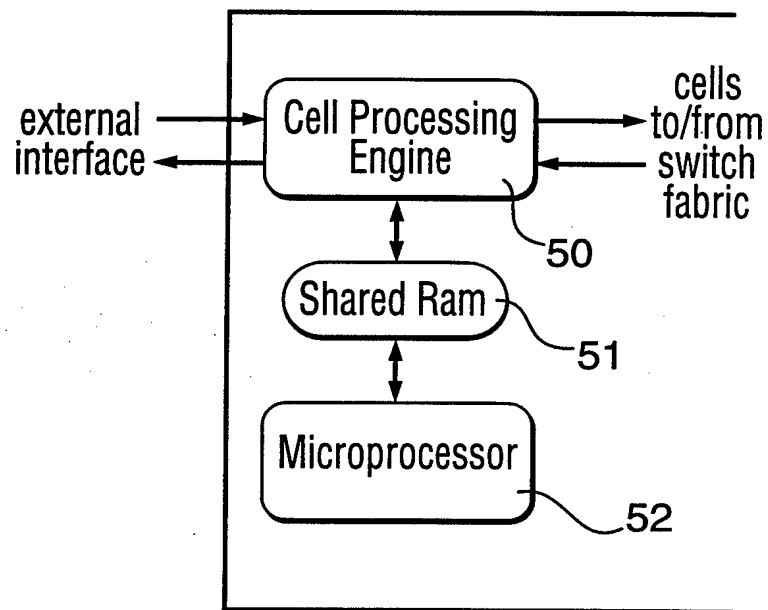 external
interface
Cell Processing
Engine
50
cells
to/from
switch
fabric
Shared Ram
51
Microprocessor
52